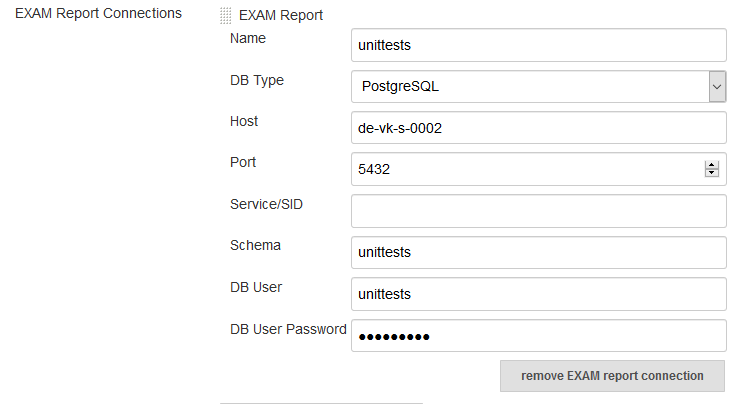 EXAM Report Connections
EXAM Report
Name
unittests
DB Type
PostgreSQL
Host
de-vk-s-0002
Port
5432
Service/SID
Schema
unittests
DB User
unittests
DB User Password
●●●●●●●●●
remove EXAM report connection